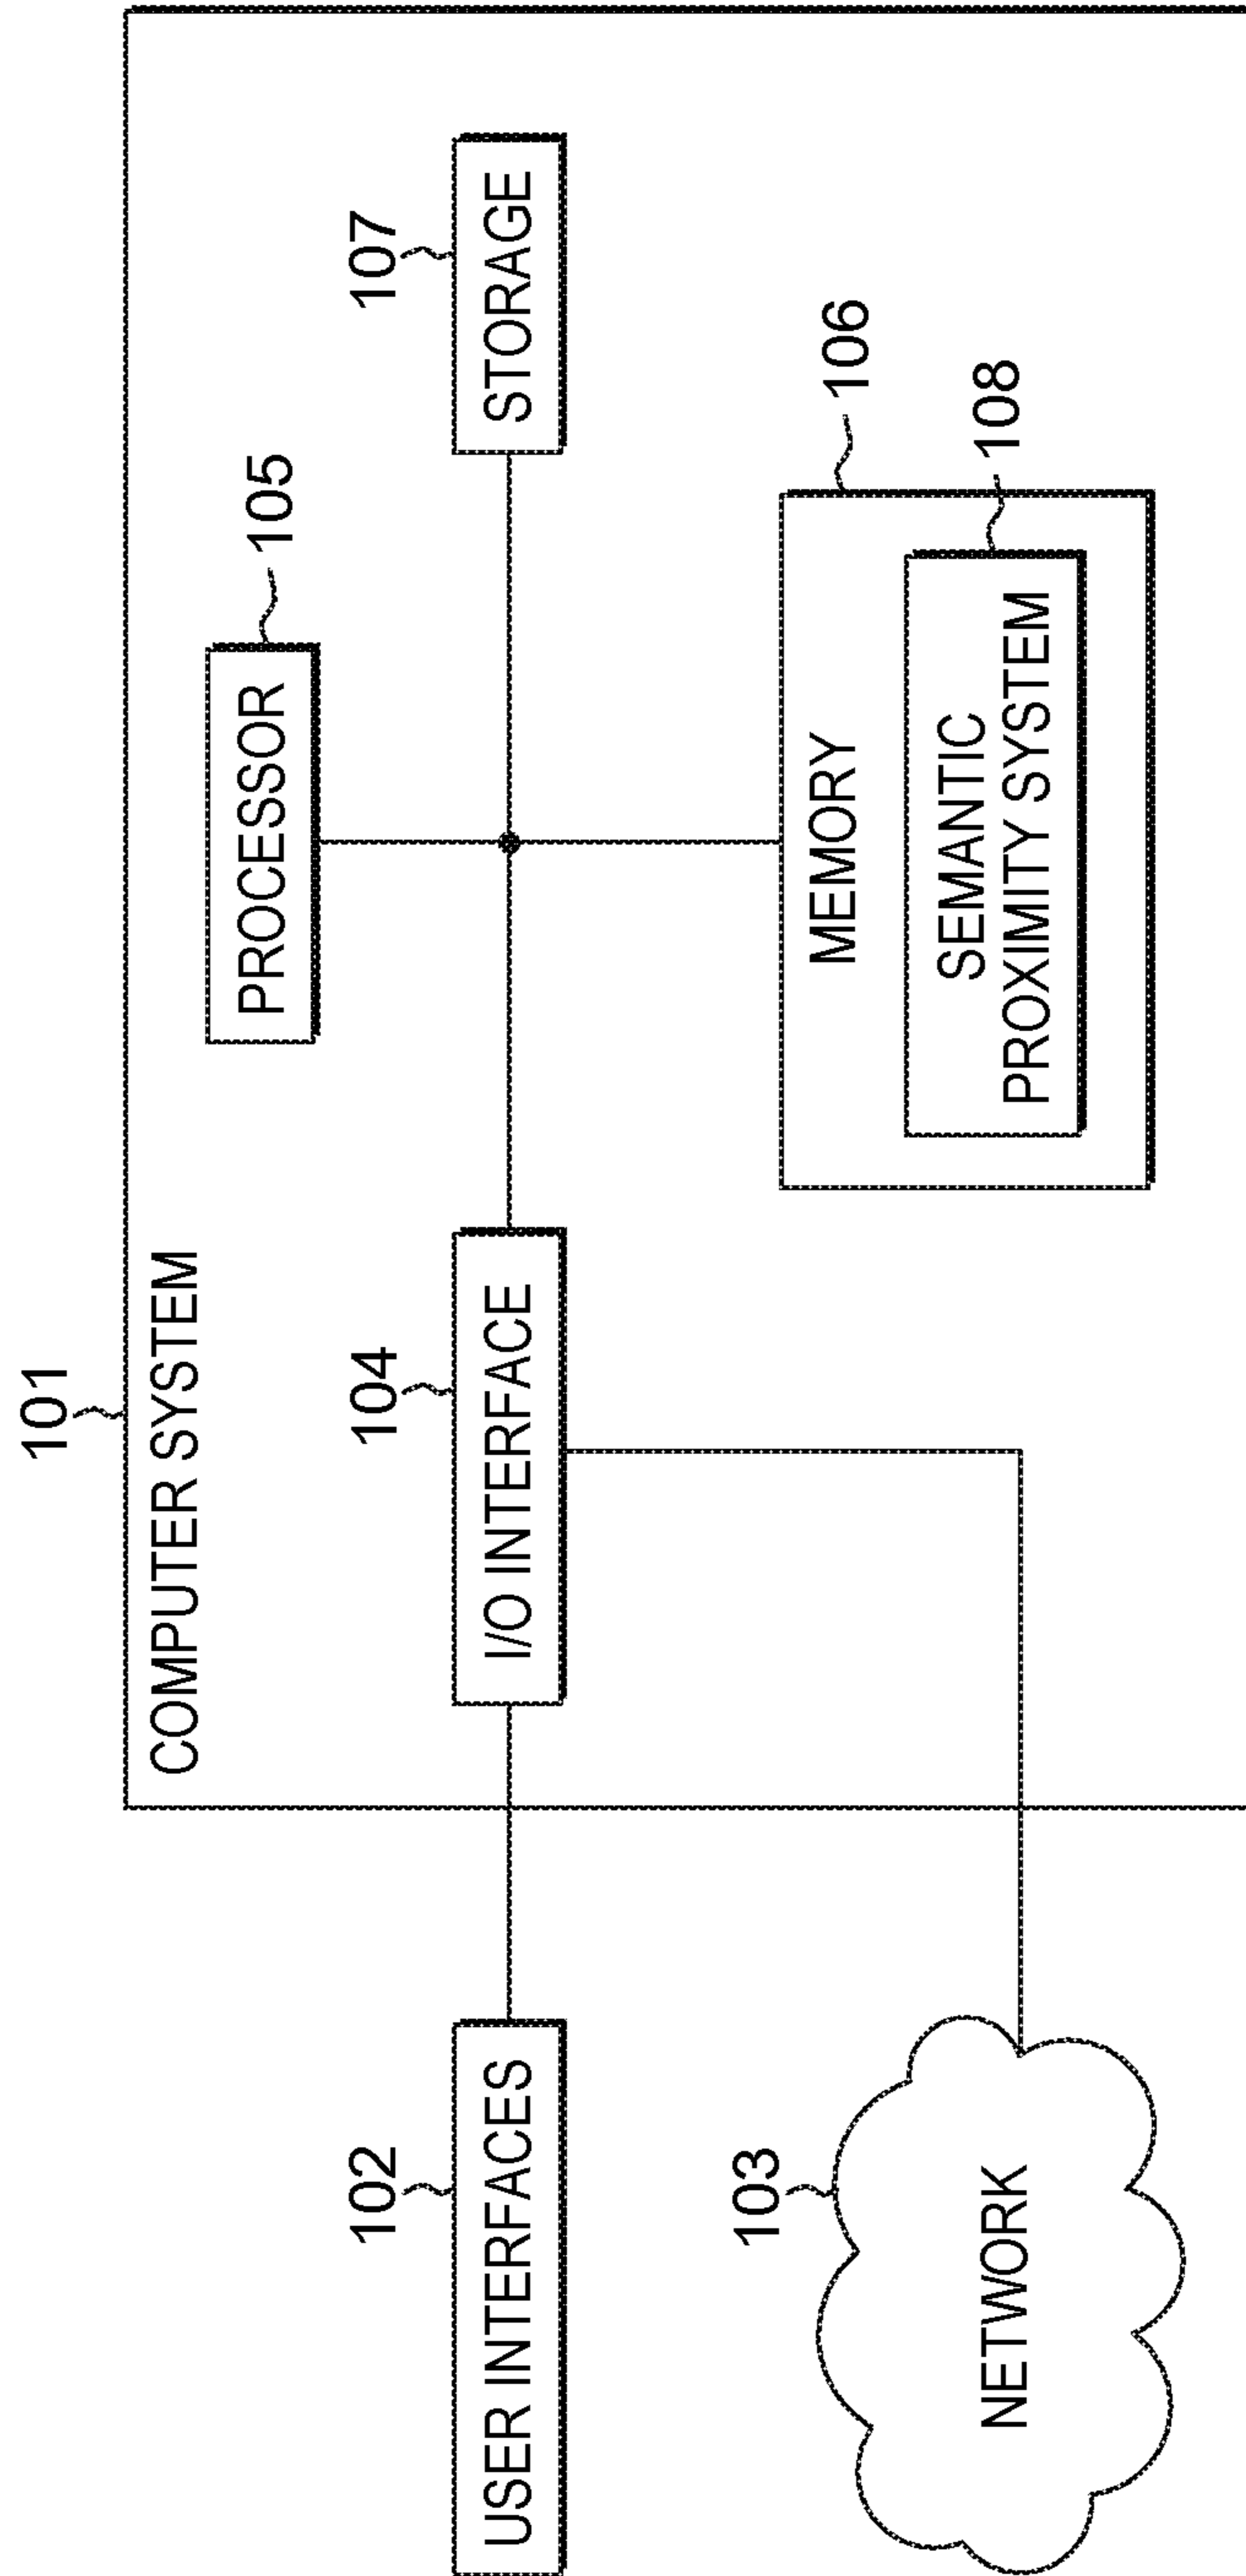 101
COMPUTER SYSTEM
105
PROCESSOR
102
104
107
USER INTERFACES
I/O INTERFACE
STORAGE
103
NETWORK
106
MEMORY
108
SEMANTIC
PROXIMITY SYSTEM